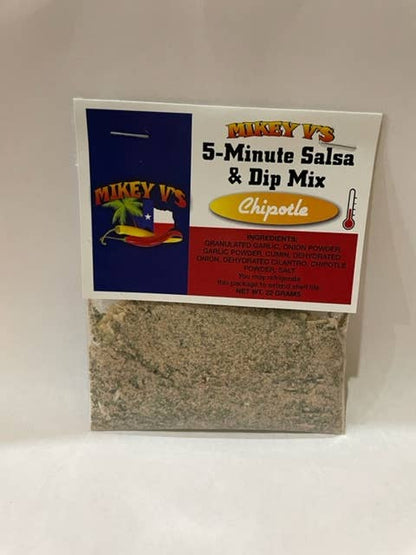 MIKEY V'S
MIKEY V'S
5-Minute Salsa
& Dip Mix
Chipotle
INGREDIENTS:
GRANULATED GARLIC, ONION POWDER,
GARLIC POWDER, CUMIN, DEHYDRATED
ONION, DEHYDRATED CILANTRO, CHIPOTLE
POWDER, SALT
You may refrigerate
this package to extend shelf life
NET WT. 22 GRAMS